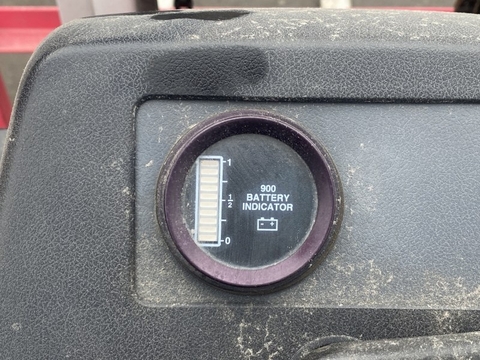 1
1/2
0
900
BATTERY
INDICATOR
- +